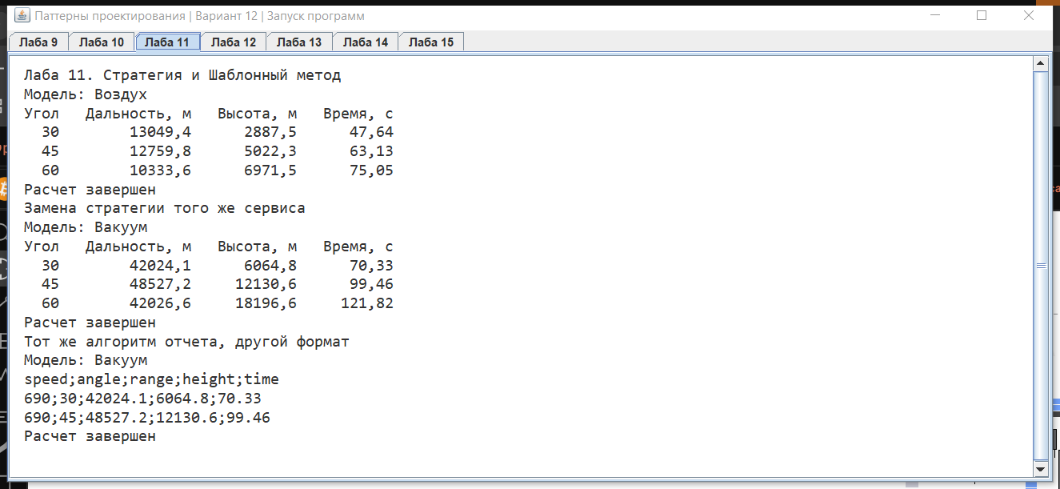 Паттерны проектирования | Вариант 12 | Запуск программ
Лаба 9 Лаба 10 Лаба 11 Лаба 12 Лаба 13 Лаба 14 Лаба 15
Лаба 11. Стратегия и Шаблонный метод
Модель: Воздух
Угол Дальность, м Высота, м Время, с
30 13049,4 2887,5 47,64
45 12759,8 5022,3 63,13
60 10333,6 6971,5 75,05
Расчет завершен
Замена стратегии того же сервиса
Модель: Вакуум
Угол Дальность, м Высота, м Время, с
30 42024,1 6064,8 70,33
45 48527,2 12130,6 99,46
60 42026,6 18196,6 121,82
Расчет завершен
Тот же алгоритм отчета, другой формат
Модель: Вакуум
speed;angle;range;height;time
690;30;42024.1;6064.8;70.33
690;45;48527.2;12130.6;99.46
Расчет завершен